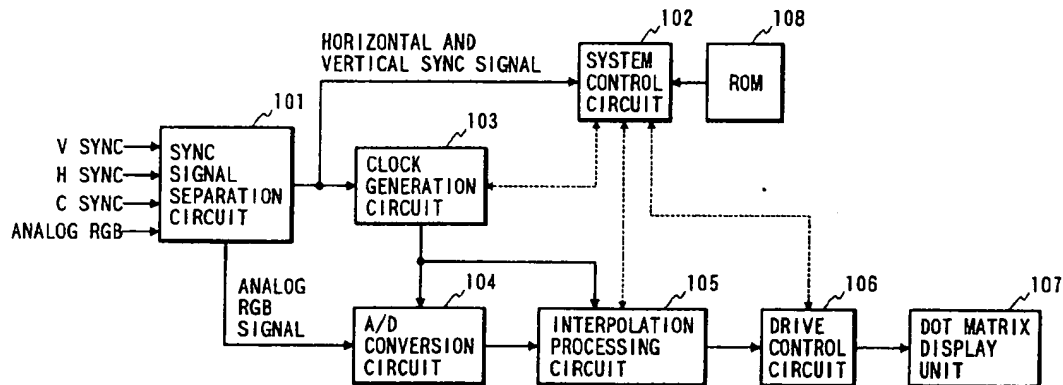 102
108
HORIZONTAL AND
VERTICAL SYNC SIGNAL
SYSTEM
CONTROL
CIRCUIT
ROM
101
103
V SYNC
H SYNC
C SYNC
ANALOG RGB
SYNC
SIGNAL
SEPARATION
CIRCUIT
CLOCK
GENERATION
CIRCUIT
ANALOG
RGB
SIGNAL
104
105
106
107
A/D
CONVERSION
CIRCUIT
INTERPOLATION
PROCESSING
CIRCUIT
DRIVE
CONTROL
CIRCUIT
DOT MATRIX
DISPLAY
UNIT